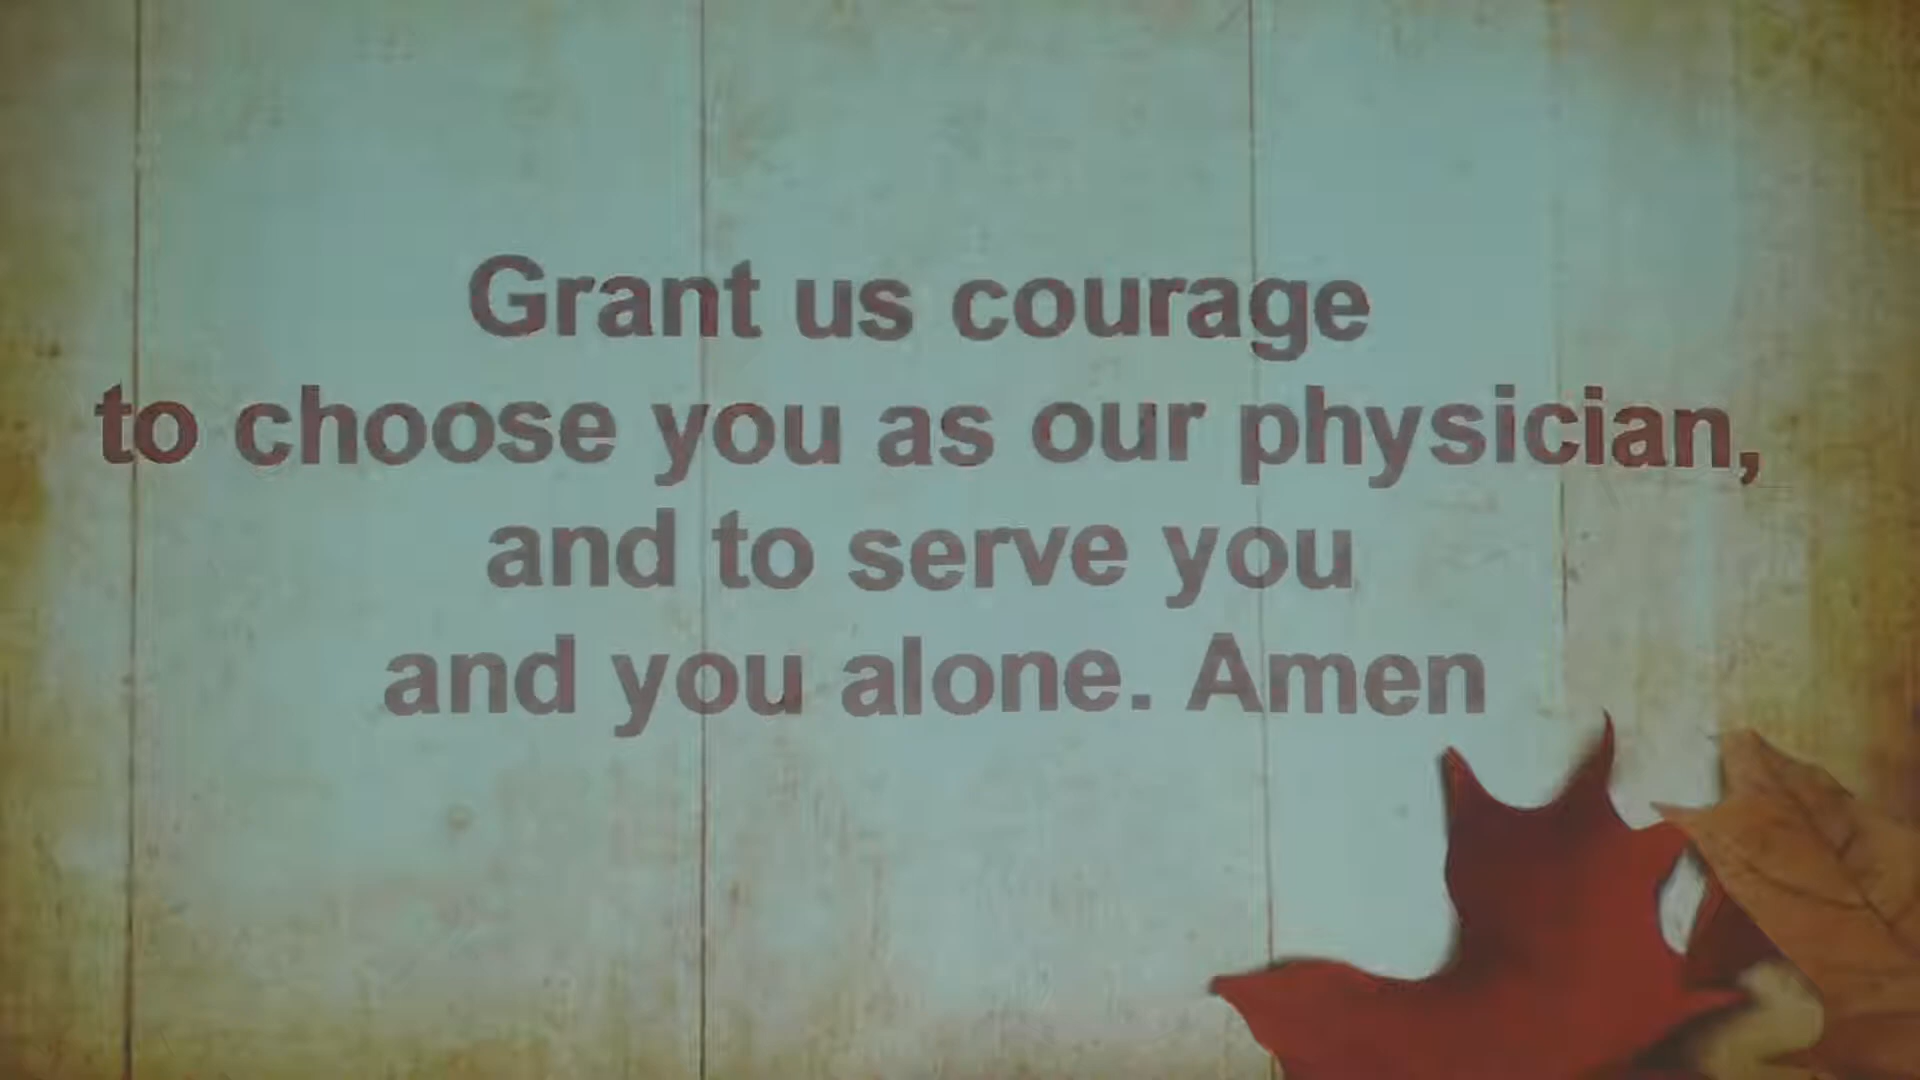 Grant us courage
to choose you as our physician,
and to serve you
and you alone. Amen